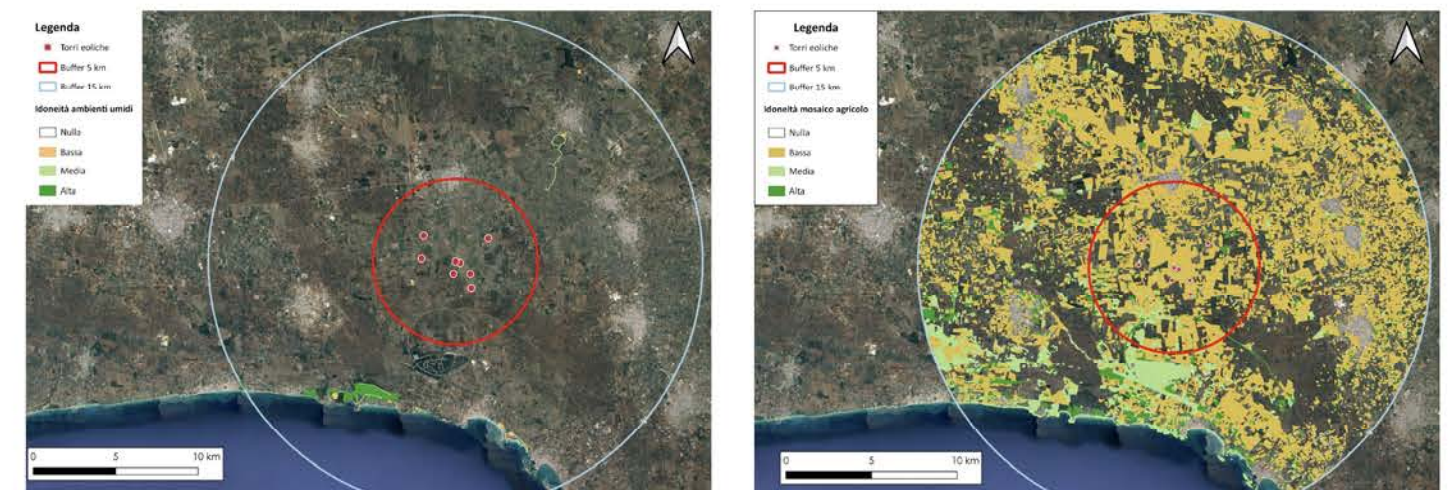 Legenda
Torri eoliche
Buffer 5 km
Buffer 15 km
Idoneità ambienti umidi
Nulla
Bassa
Media
Alta
0 5 10 km
Legenda
Torri eoliche
Buffer 5 km
Buffer 15 km
Idoneità mosaico agricolo
Nulla
Bassa
Media
Alta
0 5 10 km